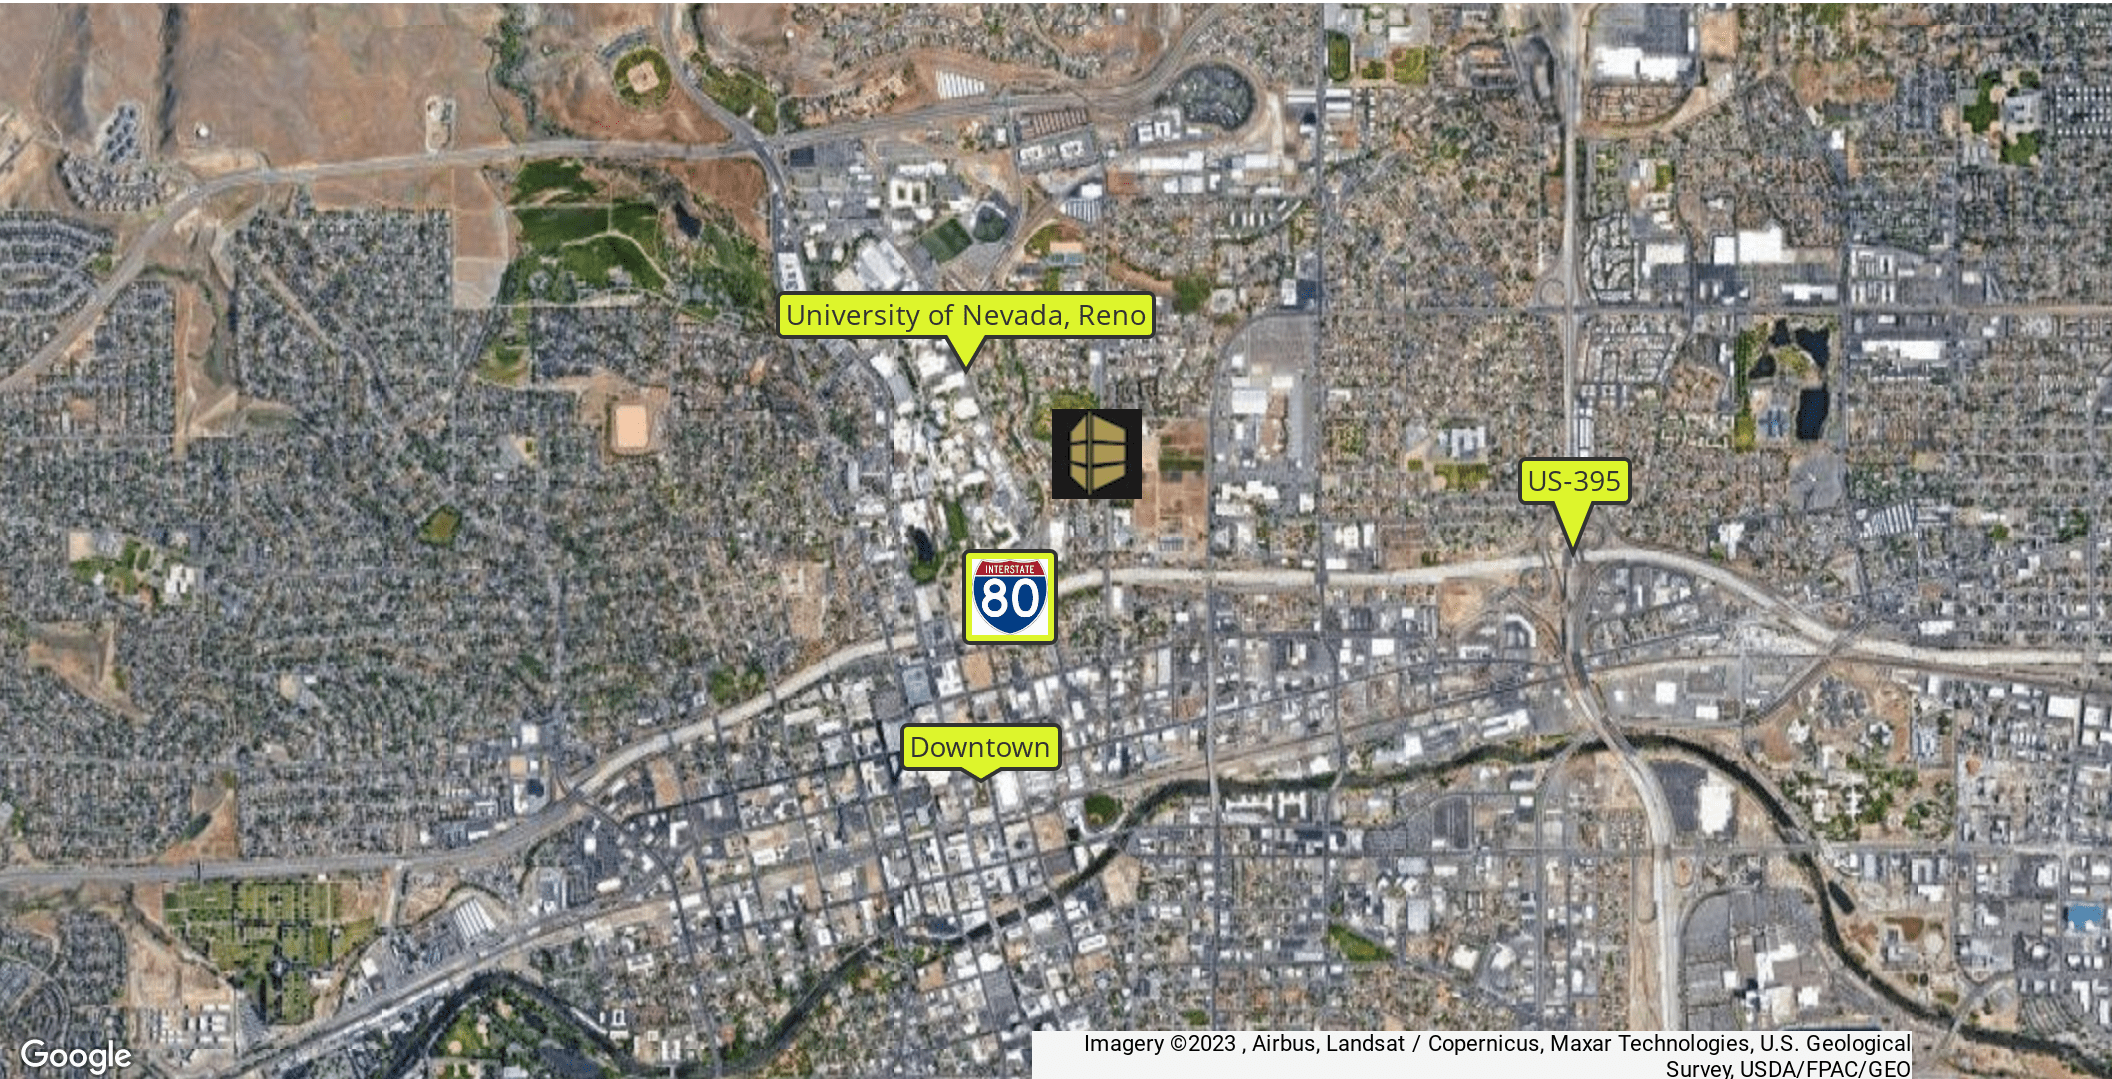 University of Nevada, Reno
US-395
INTERSTATE
80
Downtown
Google
Imagery ©2023 , Airbus, Landsat / Copernicus, Maxar Technologies, U.S. Geological
Survey, USDA/FPAC/GEO